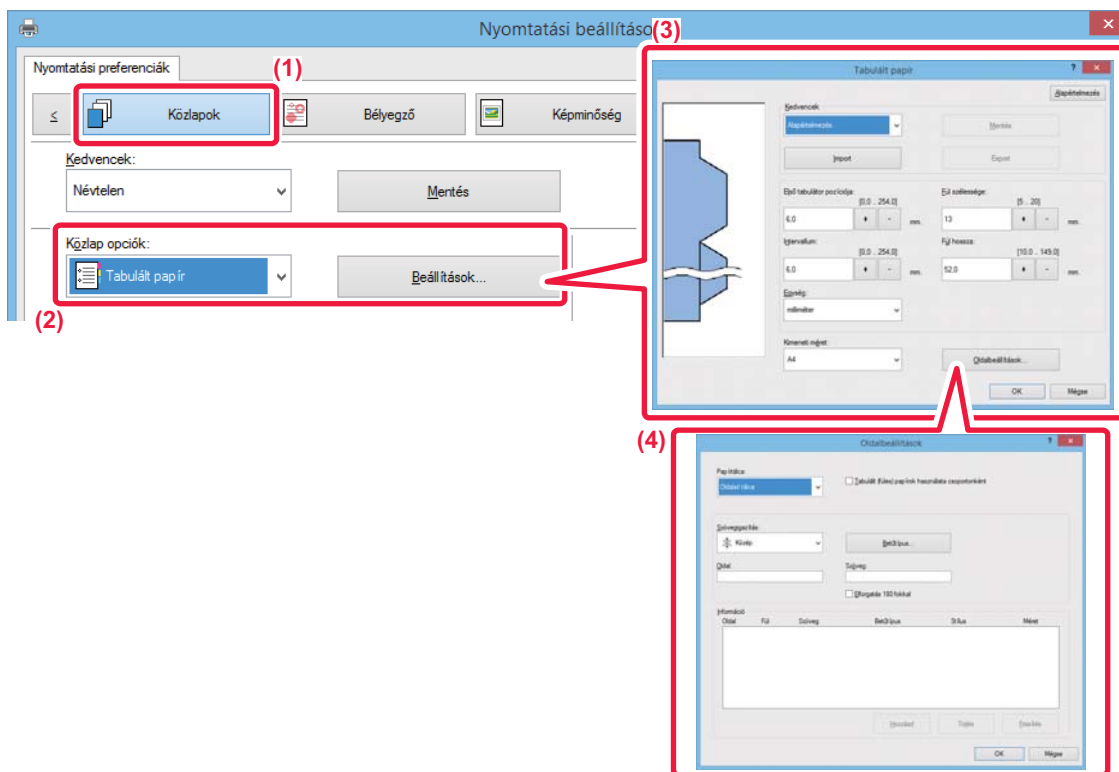 Nyomtatási beállításo
Nyomtatási preferenciák
(1)
≤
Közlapok
Bélyegző
Képminőség
Kedvencek:
Névtelen
Mentés
Közlap opciók:
Tabulált papír
Beállítások...
(2)
(3)
Tabulált papír
?
Alapértelmezés
Kedvencek
Alapértelmezés
Mentés
Import
Export
Első tabulátor pozíciója:
[0,0 .. 254,0]
6,0
+
-
mm.
Fül szélessége:
[5 .. 20]
13
+
-
mm.
Intervallum:
[0,0 .. 254,0]
6,0
+
-
mm.
Fül hossza:
[10,0 .. 149,0]
52,0
+
-
mm.
Egység:
milliméter
Kimeneti méret:
A4
Oldalbeállítások...
OK
Mégse
(4)
Oldalbeállítások
?
Papírtálca:
Oldalsó tálca
Tabulált (füles) papírok használata csoportonként
Szövegigazítás:
Közép
Betűtípus...
Oldal:
Szöveg:
Elforgatás 180 fokkal
Információ
Oldal
Fül
Szöveg
Betűtípus
Stílus
Méret
Hozzáad
Törlés
OK
Mégse